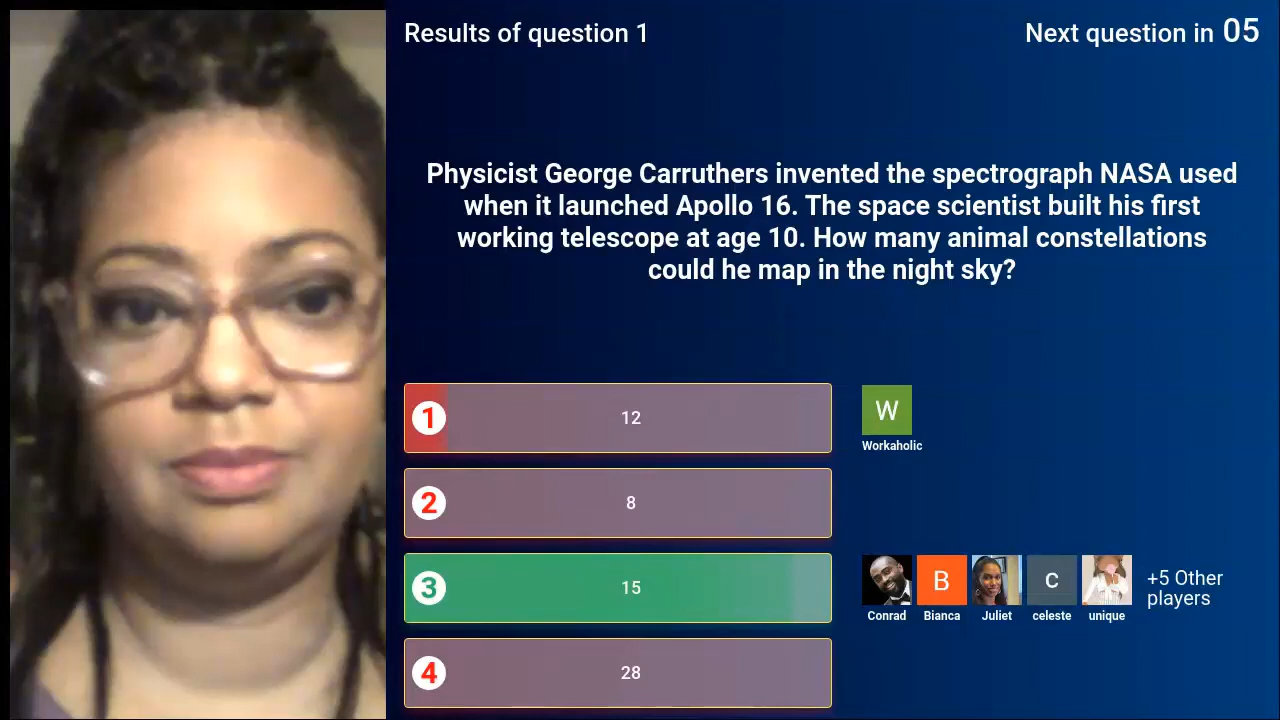 Results of question 1
Next question in 05
Physicist George Carruthers invented the spectrograph NASA used
when it launched Apollo 16. The space scientist built his first
working telescope at age 10. How many animal constellations
could he map in the night sky?
1 12
W
Workaholic
2 8
3 15
B
c
+5 Other
players
Conrad Bianca Juliet celeste unique
4 28